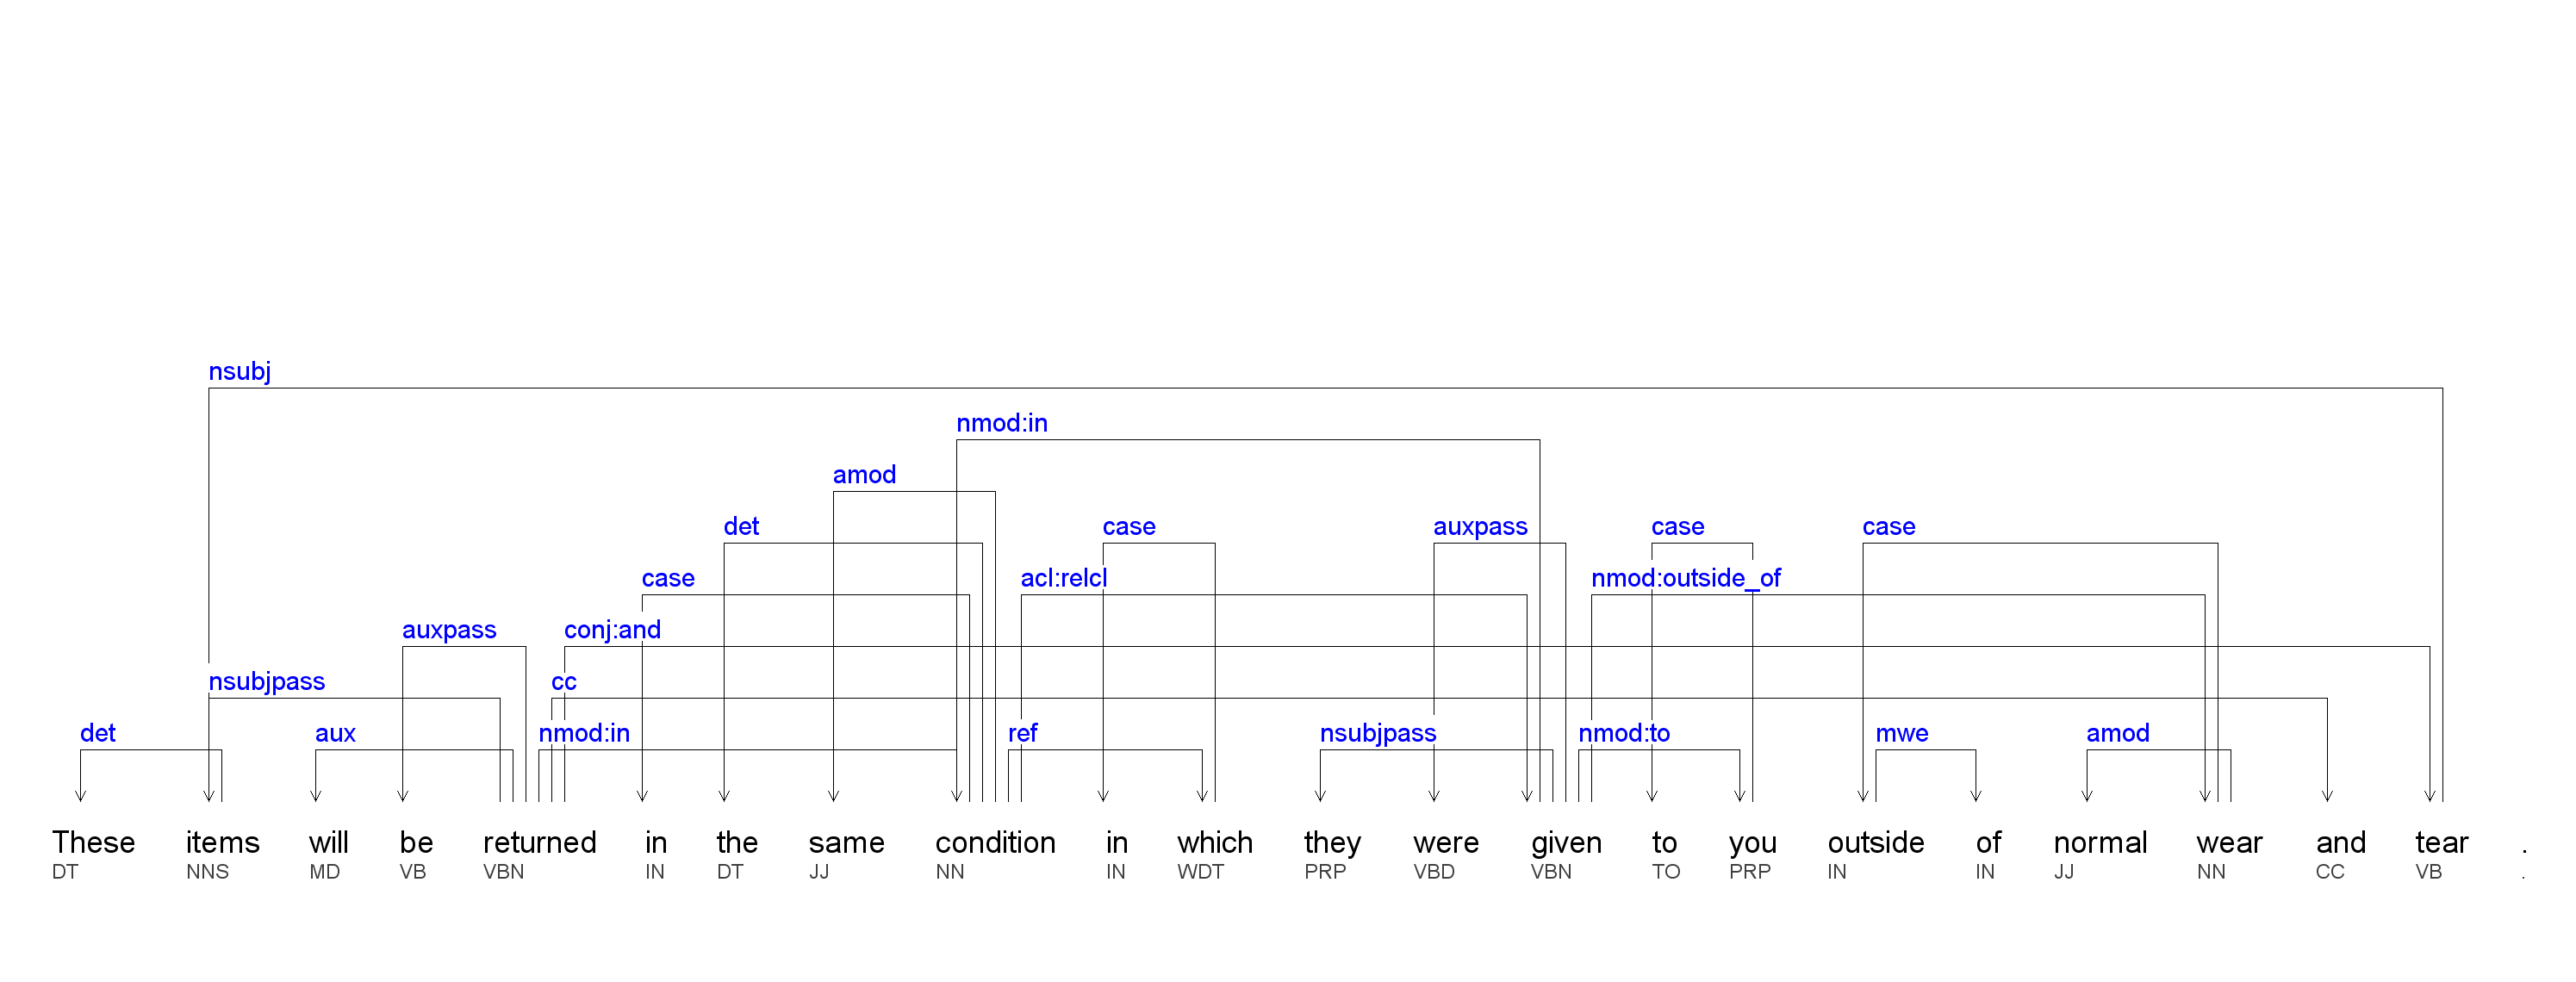 nsubj
nmod:in
amod
det case auxpass case case
case acl:relcl nmod:outside_of
auxpass conj:and
nsubjpass cc
det aux nmod:in ref nsubjpass nmod:to mwe amod
These items will be returned in the same condition in which they were given to you outside of normal wear and tear .
DT NNS MD VB VBN IN DT JJ NN IN WDT PRP VBD VBN TO PRP IN IN JJ NN CC VB .